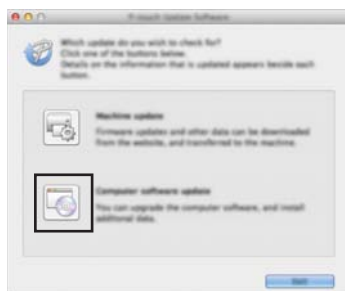 P-touch Update Software
Which update do you wish to check for?
Click one of the buttons below.
Details on the information that is updated appears beside each
button.
Machine update
Firmware updates and other data can be downloaded
from the website, and transferred to the machine.
Computer software update
You can upgrade the computer software, and install
additional data.